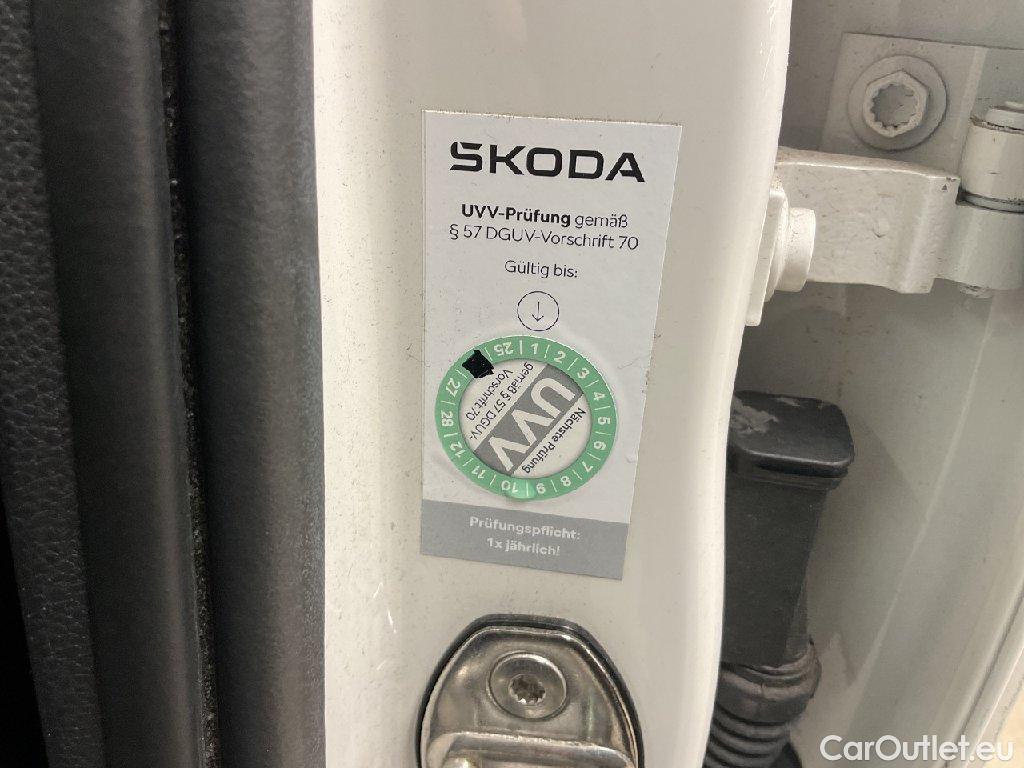 ŠKODA
UVV-Prüfung gemäß
§ 57 DGUV-Vorschrift 70
Gültig bis:
25 | 1 | 2 | 3 | 4 | 5 | 6 | 7 | 8 | 9 | 10 | 11 | 12 | 28 | 27
Nächste Prüfung
UVV
gemäß § 57 DGUV-
Vorschrift 70
Prüfungspflicht:
1x jährlich!
CarOutlet.eu